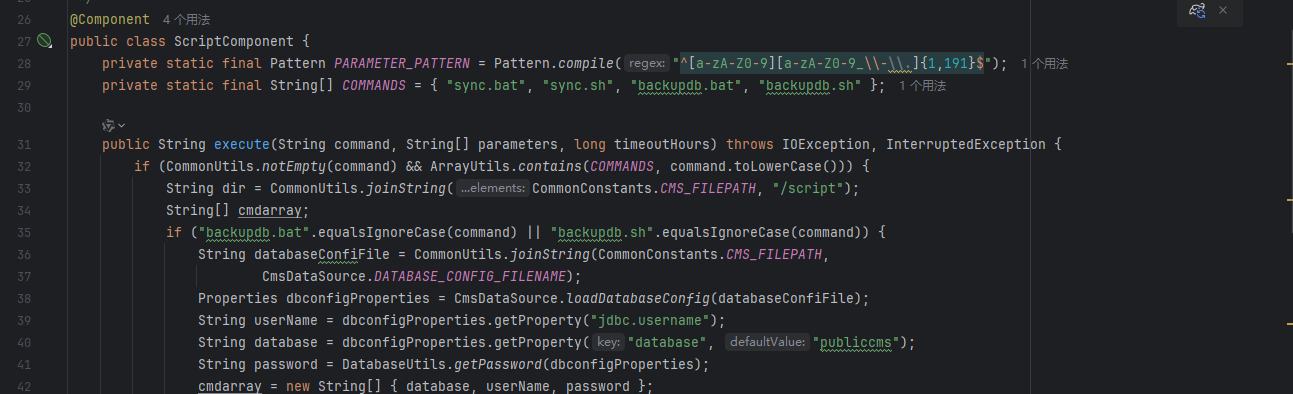 26 @Component 4 个用法
27 public class ScriptComponent {
28 private static final Pattern PARAMETER_PATTERN = Pattern.compile( regex: "^[a-zA-Z0-9][a-zA-Z0-9_\\-\\.]{1,191}$"); 1 个用法
29 private static final String[] COMMANDS = { "sync.bat", "sync.sh", "backupdb.bat", "backupdb.sh" }; 1 个用法
30
31 public String execute(String command, String[] parameters, long timeoutHours) throws IOException, InterruptedException {
32 if (CommonUtils.notEmpty(command) && ArrayUtils.contains(COMMANDS, command.toLowerCase())) {
33 String dir = CommonUtils.joinString( ...elements: CommonConstants.CMS_FILEPATH, "/script");
34 String[] cmdarray;
35 if ("backupdb.bat".equalsIgnoreCase(command) || "backupdb.sh".equalsIgnoreCase(command)) {
36 String databaseConfiFile = CommonUtils.joinString(CommonConstants.CMS_FILEPATH,
37 CmsDataSource.DATABASE_CONFIG_FILENAME);
38 Properties dbconfigProperties = CmsDataSource.loadDatabaseConfig(databaseConfiFile);
39 String userName = dbconfigProperties.getProperty("jdbc.username");
40 String database = dbconfigProperties.getProperty( key: "database", defaultValue: "publiccms");
41 String password = DatabaseUtils.getPassword(dbconfigProperties);
42 cmdarray = new String[] { database, userName, password };